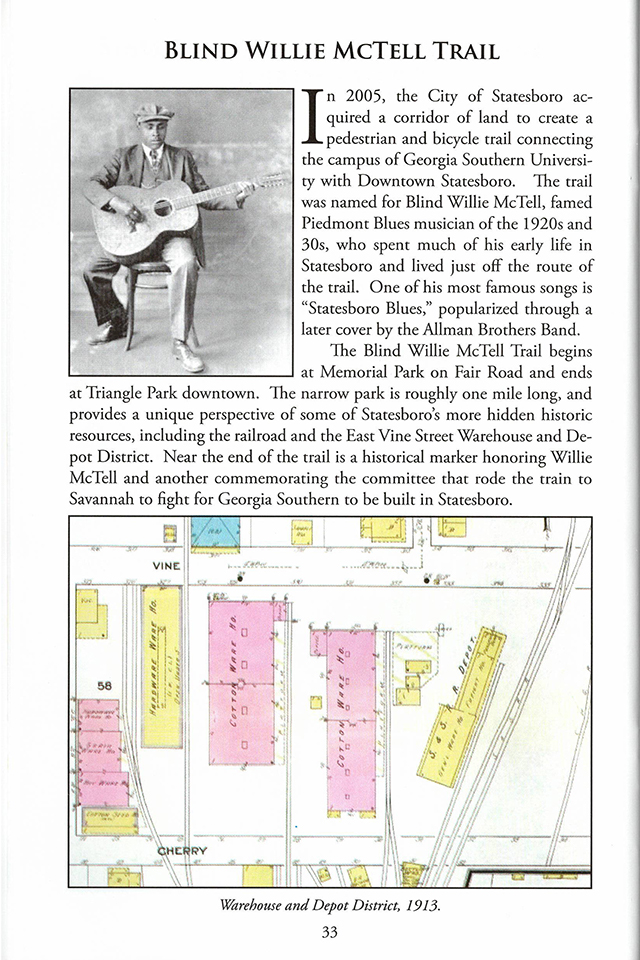 BLIND WILLIE MCTELL TRAIL
In 2005, the City of Statesboro ac-
quired a corridor of land to create a
pedestrian and bicycle trail connecting
the campus of Georgia Southern Universi-
ty with Downtown Statesboro. The trail
was named for Blind Willie McTell, famed
Piedmont Blues musician of the 1920s and
30s, who spent much of his early life in
Statesboro and lived just off the route of
the trail. One of his most famous songs is
“Statesboro Blues,” popularized through a
later cover by the Allman Brothers Band.
The Blind Willie McTell Trail begins
at Memorial Park on Fair Road and ends
at Triangle Park downtown. The narrow park is roughly one mile long, and
provides a unique perspective of some of Statesboro’s more hidden historic
resources, including the railroad and the East Vine Street Warehouse and De-
pot District. Near the end of the trail is a historical marker honoring Willie
McTell and another commemorating the committee that rode the train to
Savannah to fight for Georgia Southern to be built in Statesboro.
VINE
58
HARDWARE WARE HO.
COTTON WARE HO.
COTTON WARE HO.
PLATFORM
S & S. R.R. DEPOT.
CHERRY
Warehouse and Depot District, 1913.
33